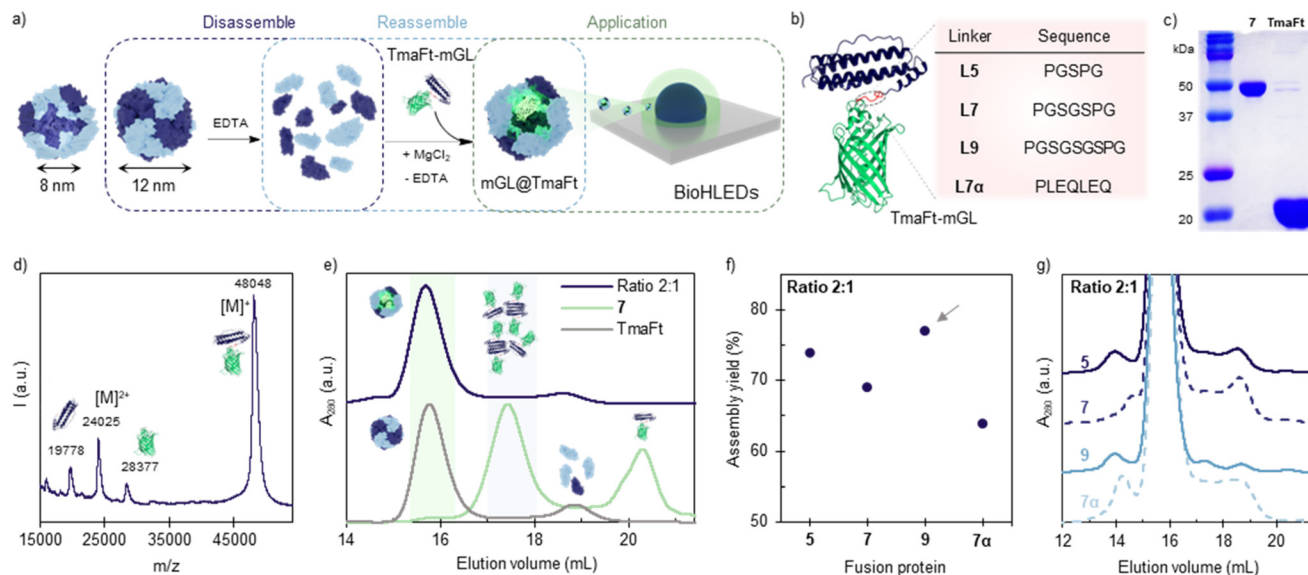 a)
Disassemble
Reassemble
Application
TmaFt-mGL
EDTA
+ MgCl2
- EDTA
8 nm
12 nm
mGL@TmaFt
BioHLEDs
b)
Linker Sequence
L5 PGSPG
L7 PGSGSPG
L9 PGSGSGSPG
L7α PLEQLEQ
TmaFt-mGL
c)
7 TmaFt
kDa
50
37
25
20
d)
I (a.u.)
48048
[M]+
[M]2+
24025
19778
28377
15000 25000 35000 45000
m/z
e)
A280 (a.u.)
Ratio 2:1
7
TmaFt
14 16 18 20
Elution volume (mL)
f)
Ratio 2:1
Assembly yield (%)
85
80
70
60
50
5 7 9 7α
Fusion protein
g)
Ratio 2:1
A280 (a.u.)
5
7
9
7α
12 14 16 18 20
Elution volume (mL)